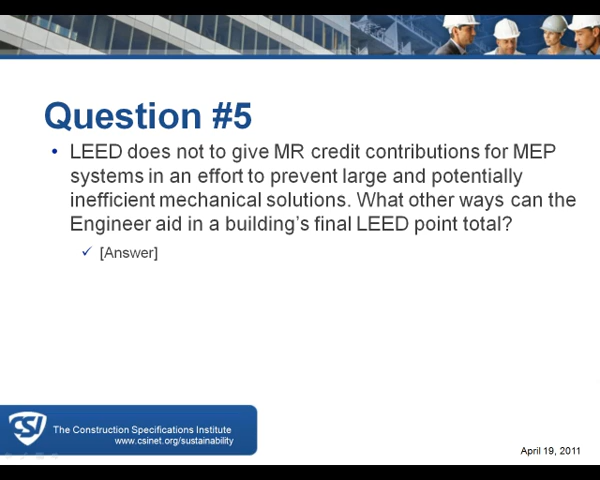 Question #5
• LEED does not to give MR credit contributions for MEP
systems in an effort to prevent large and potentially
inefficient mechanical solutions. What other ways can the
Engineer aid in a building's final LEED point total?
✓ [Answer]
CSI
The Construction Specifications Institute
www.csinet.org/sustainability
April 19, 2011